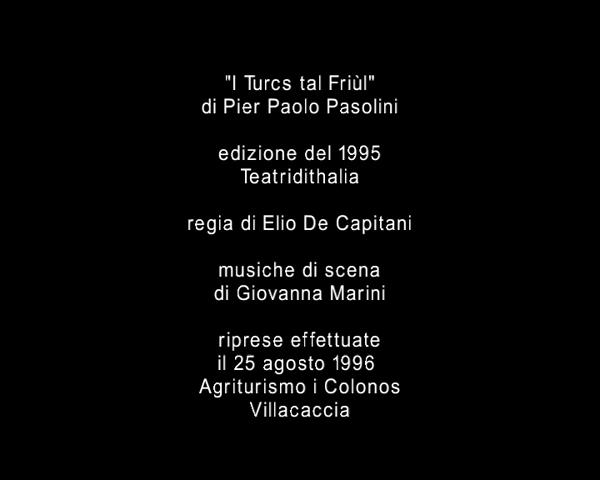 "I Turcs tal Friùl"
di Pier Paolo Pasolini
edizione del 1995
Teatridithalia
regia di Elio De Capitani
musiche di scena
di Giovanna Marini
riprese effettuate
il 25 agosto 1996
Agriturismo i Colonos
Villacaccia